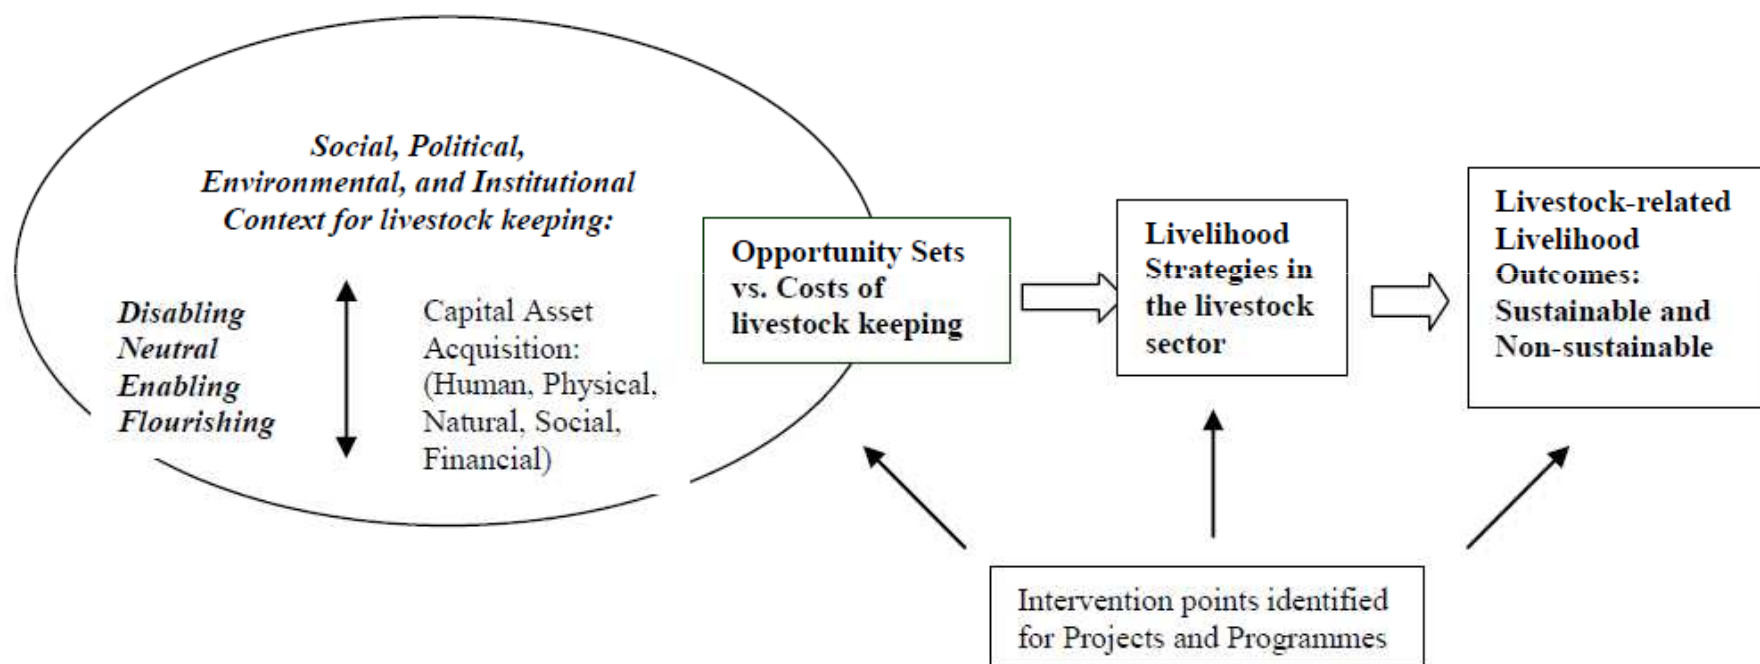 Social, Political,
Environmental, and Institutional
Context for livestock keeping:
Disabling
Neutral
Enabling
Flourishing
Capital Asset
Acquisition:
(Human, Physical,
Natural, Social,
Financial)
Opportunity Sets
vs. Costs of
livestock keeping
Livelihood
Strategies in
the livestock
sector
Livestock-related
Livelihood
Outcomes:
Sustainable and
Non-sustainable
Intervention points identified
for Projects and Programmes